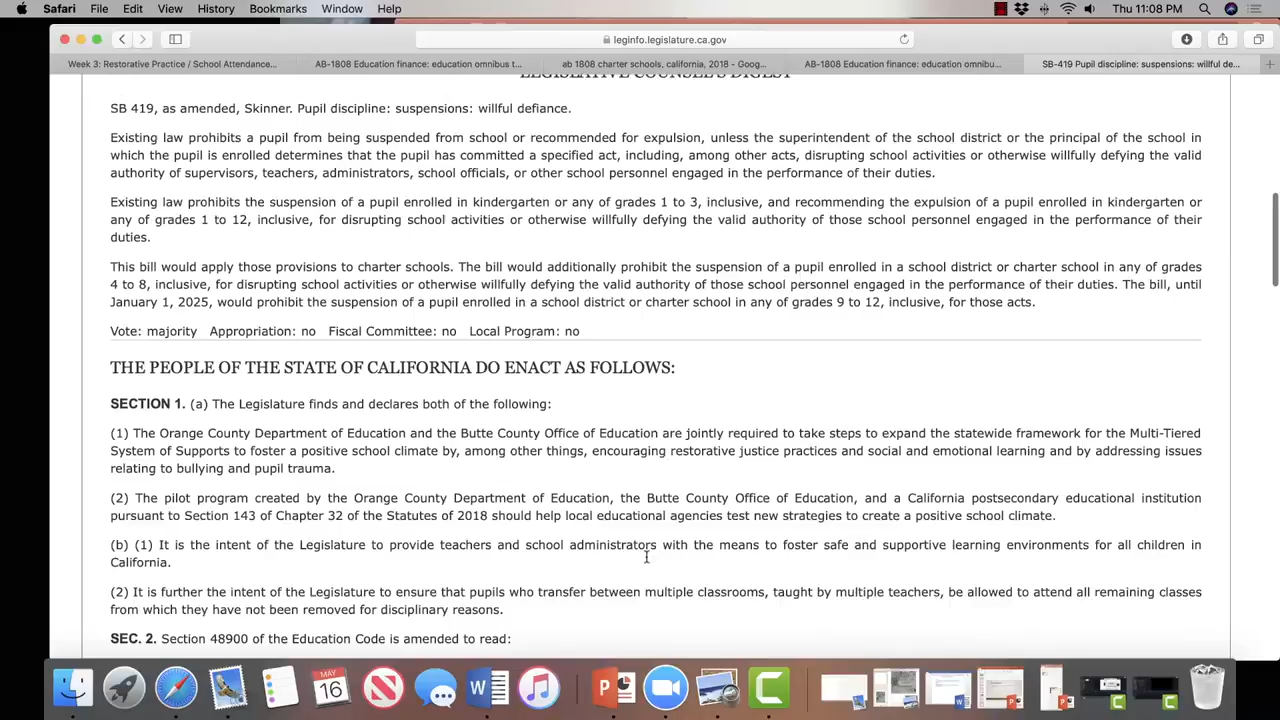 Safari File Edit View History Bookmarks Window Help Thu 11:08 PM
leginfo.legislature.ca.gov
Week 3: Restorative Practice / School Attendance... AB-1808 Education finance: education omnibus t... ab 1808 charter schools, california, 2018 - Goog... AB-1808 Education finance: education omnibu... SB-419 Pupil discipline: suspensions: willful de...
LEGISLATIVE COUNSEL'S DIGEST
SB 419, as amended, Skinner. Pupil discipline: suspensions: willful defiance.
Existing law prohibits a pupil from being suspended from school or recommended for expulsion, unless the superintendent of the school district or the principal of the school in
which the pupil is enrolled determines that the pupil has committed a specified act, including, among other acts, disrupting school activities or otherwise willfully defying the valid
authority of supervisors, teachers, administrators, school officials, or other school personnel engaged in the performance of their duties.
Existing law prohibits the suspension of a pupil enrolled in kindergarten or any of grades 1 to 3, inclusive, and recommending the expulsion of a pupil enrolled in kindergarten or
any of grades 1 to 12, inclusive, for disrupting school activities or otherwise willfully defying the valid authority of those school personnel engaged in the performance of their
duties.
This bill would apply those provisions to charter schools. The bill would additionally prohibit the suspension of a pupil enrolled in a school district or charter school in any of grades
4 to 8, inclusive, for disrupting school activities or otherwise willfully defying the valid authority of those school personnel engaged in the performance of their duties. The bill, until
January 1, 2025, would prohibit the suspension of a pupil enrolled in a school district or charter school in any of grades 9 to 12, inclusive, for those acts.
Vote: majority Appropriation: no Fiscal Committee: no Local Program: no
THE PEOPLE OF THE STATE OF CALIFORNIA DO ENACT AS FOLLOWS:
SECTION 1. (a) The Legislature finds and declares both of the following:
(1) The Orange County Department of Education and the Butte County Office of Education are jointly required to take steps to expand the statewide framework for the Multi-Tiered
System of Supports to foster a positive school climate by, among other things, encouraging restorative justice practices and social and emotional learning and by addressing issues
relating to bullying and pupil trauma.
(2) The pilot program created by the Orange County Department of Education, the Butte County Office of Education, and a California postsecondary educational institution
pursuant to Section 143 of Chapter 32 of the Statutes of 2018 should help local educational agencies test new strategies to create a positive school climate.
(b) (1) It is the intent of the Legislature to provide teachers and school administrators with the means to foster safe and supportive learning environments for all children in
California.
(2) It is further the intent of the Legislature to ensure that pupils who transfer between multiple classrooms, taught by multiple teachers, be allowed to attend all remaining classes
from which they have not been removed for disciplinary reasons.
SEC. 2. Section 48900 of the Education Code is amended to read:
MAY
16